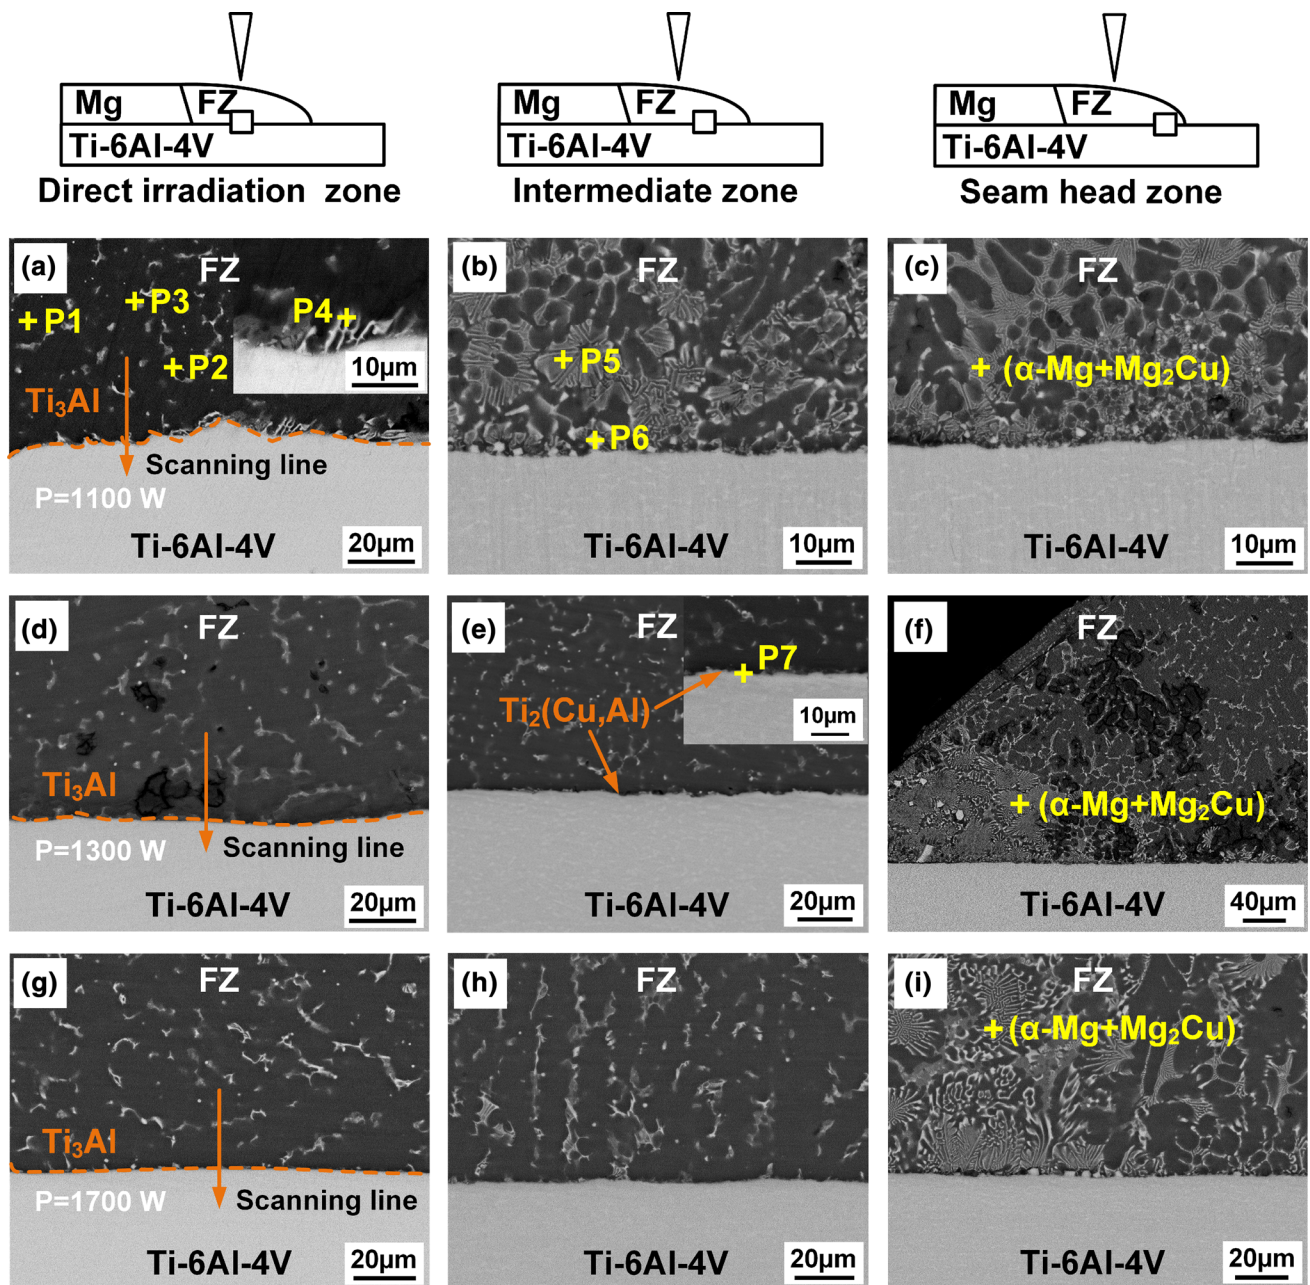 Mg FZ
Ti-6Al-4V
Direct irradiation zone
Mg FZ
Ti-6Al-4V
Intermediate zone
Mg FZ
Ti-6Al-4V
Seam head zone
(a) FZ
P1
P3
P2
P4
10μm
Ti₃Al
Scanning line
P=1100 W
Ti-6Al-4V
20μm
(b) FZ
P5
P6
Ti-6Al-4V
10μm
(c) FZ
(α-Mg+Mg₂Cu)
Ti-6Al-4V
10μm
(d) FZ
Ti₃Al
P=1300 W
Scanning line
Ti-6Al-4V
20μm
(e) FZ
P7
Ti₂(Cu,Al)
10μm
Ti-6Al-4V
20μm
(f) FZ
(α-Mg+Mg₂Cu)
Ti-6Al-4V
40μm
(g) FZ
Ti₃Al
P=1700 W
Scanning line
Ti-6Al-4V
20μm
(h) FZ
Ti-6Al-4V
20μm
(i) FZ
(α-Mg+Mg₂Cu)
Ti-6Al-4V
20μm